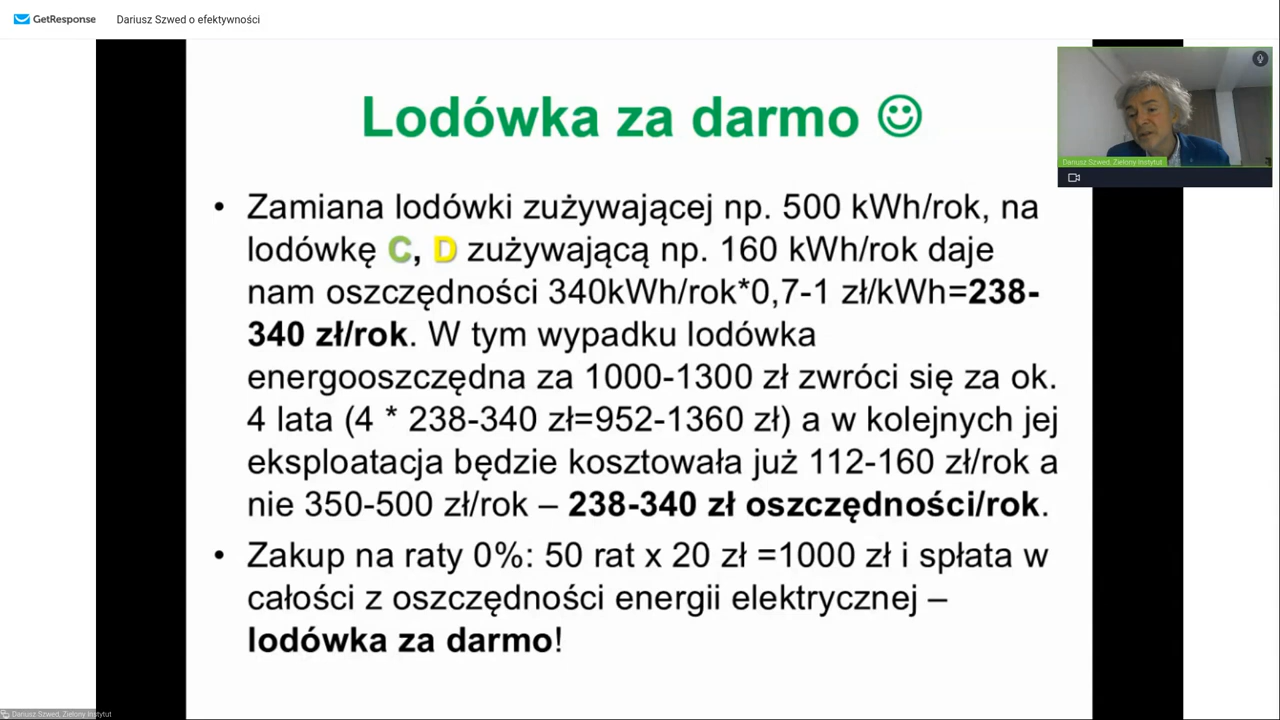 GetResponse Dariusz Szwed o efektywności
Lodówka za darmo ☺
Dariusz Szwed, Zielony Instytut
• Zamiana lodówki zużywającej np. 500 kWh/rok, na
lodówkę C, D zużywającą np. 160 kWh/rok daje
nam oszczędności 340kWh/rok*0,7-1 zł/kWh=238-
340 zł/rok. W tym wypadku lodówka
energooszczędna za 1000-1300 zł zwróci się za ok.
4 lata (4 * 238-340 zł=952-1360 zł) a w kolejnych jej
eksploatacja będzie kosztowała już 112-160 zł/rok a
nie 350-500 zł/rok – 238-340 zł oszczędności/rok.
• Zakup na raty 0%: 50 rat x 20 zł =1000 zł i spłata w
całości z oszczędności energii elektrycznej –
lodówka za darmo!
Dariusz Szwed, Zielony Instytut